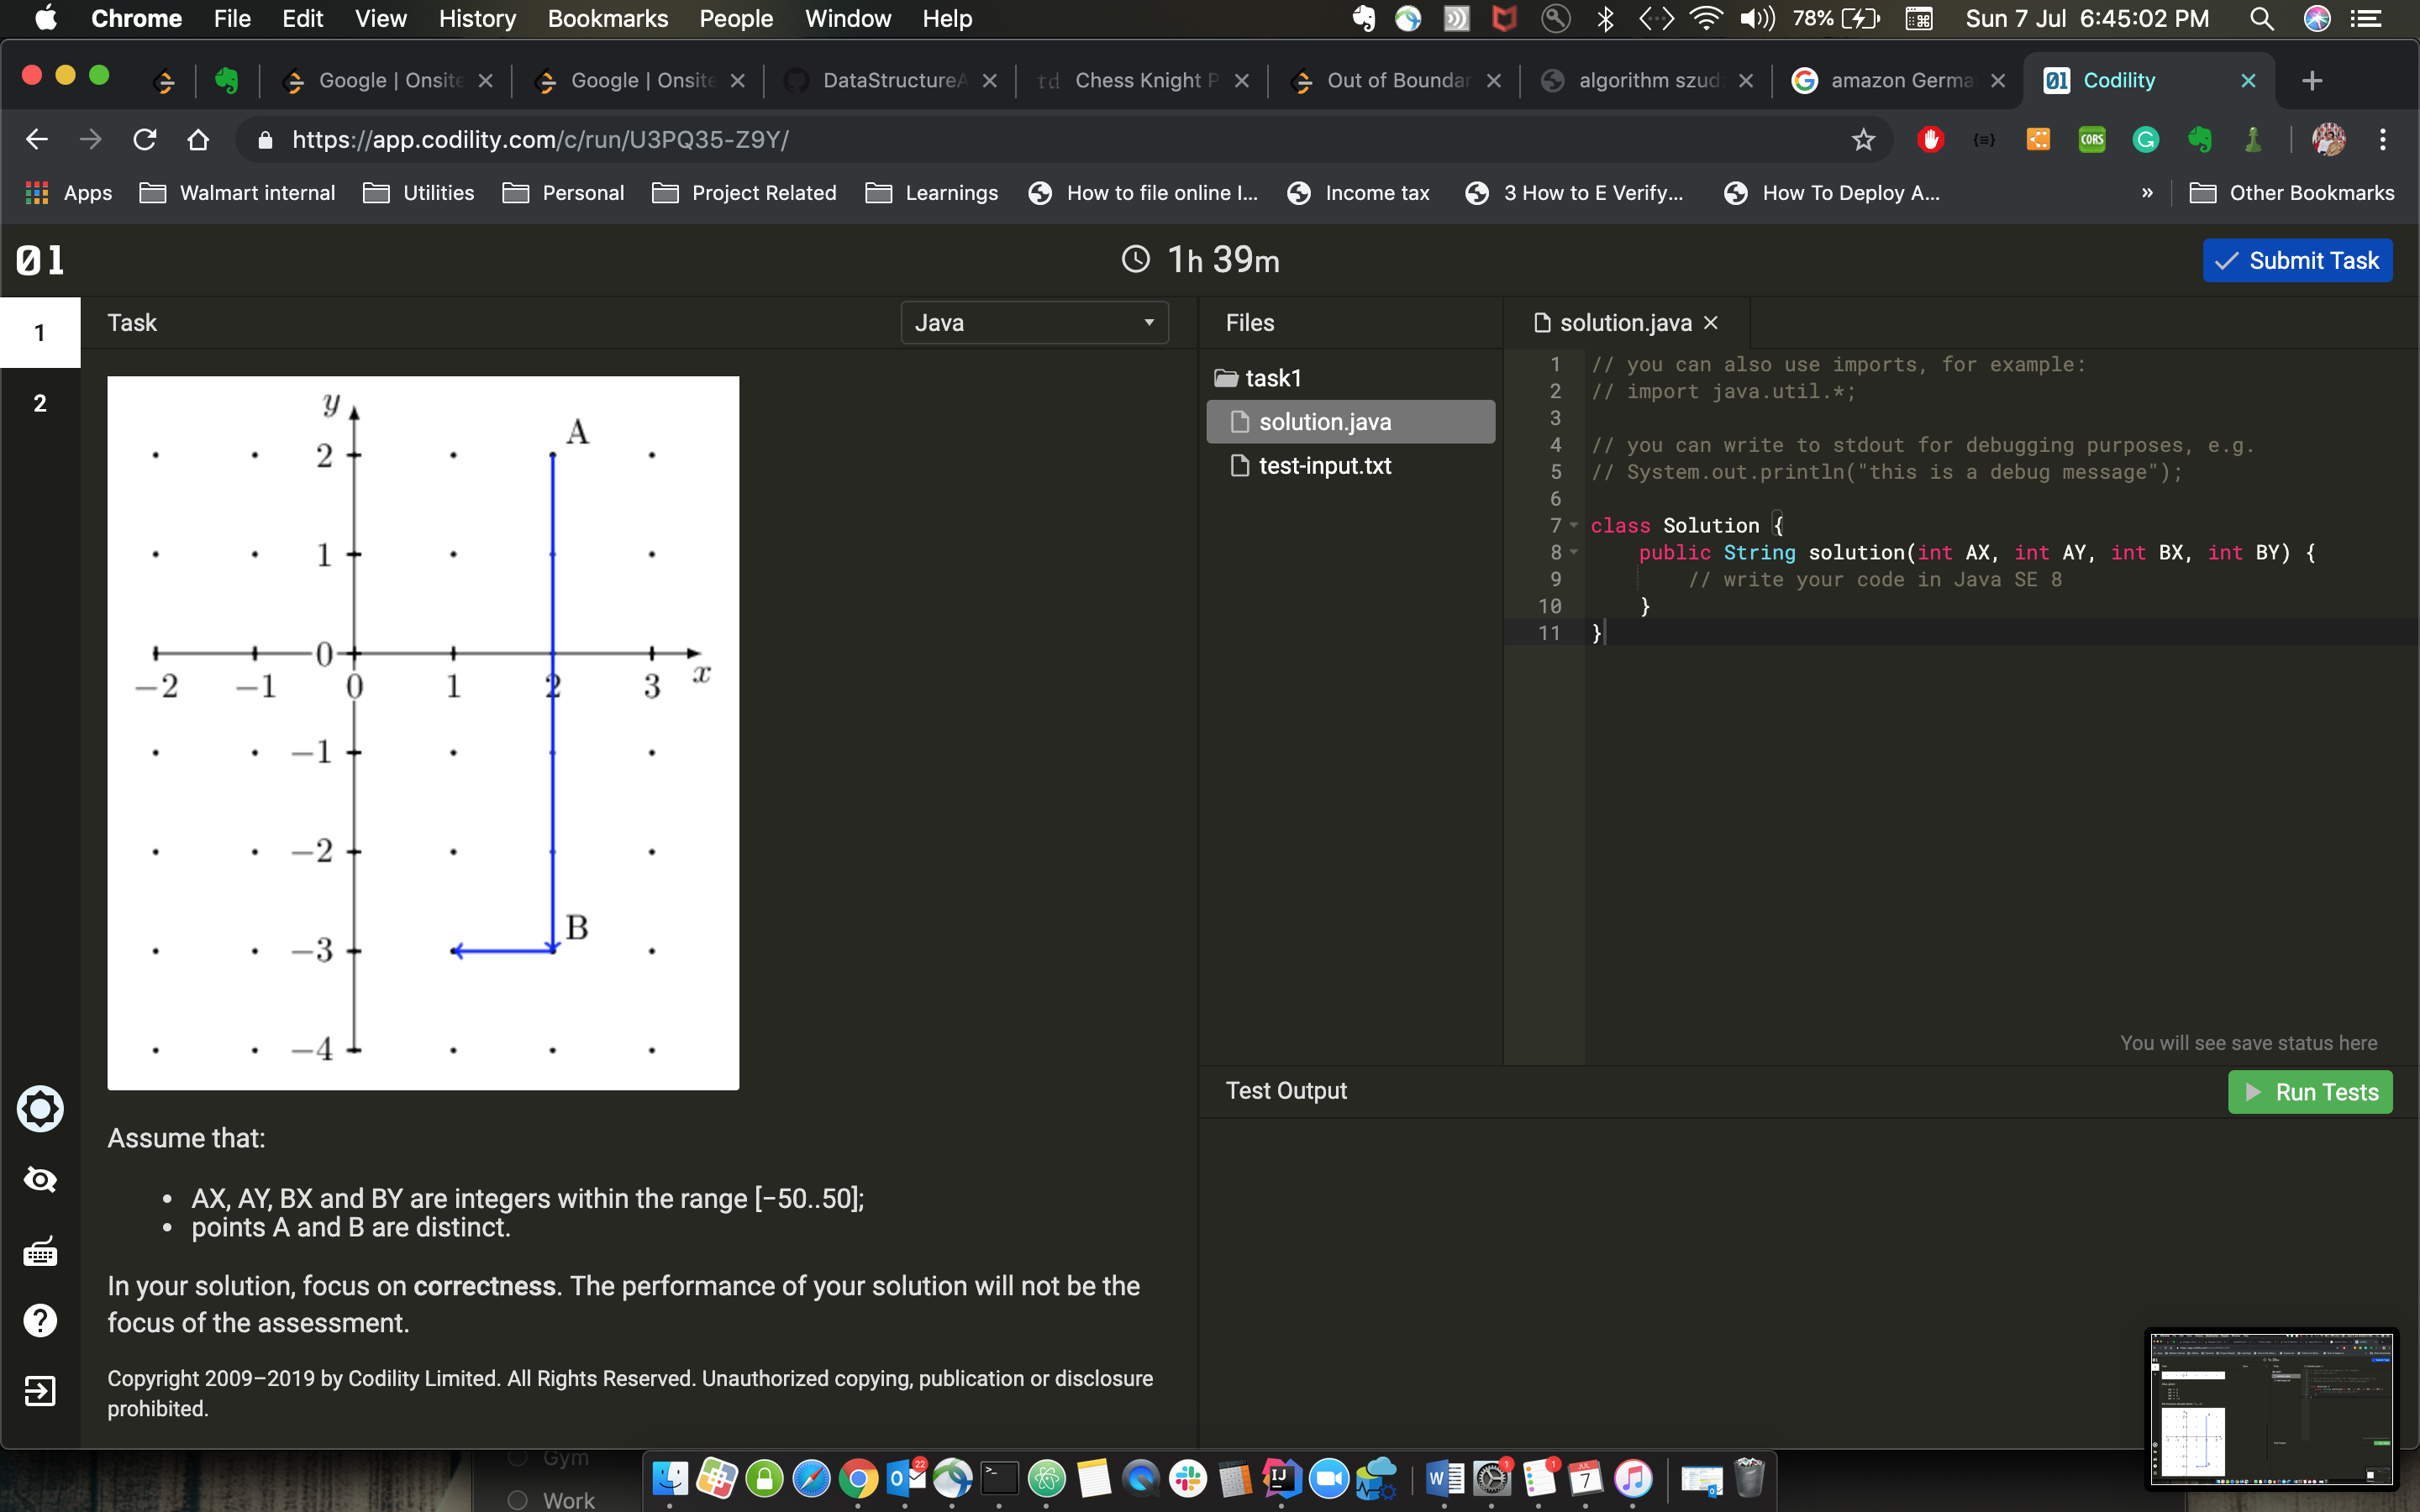 Chrome File Edit View History Bookmarks People Window Help 78% Sun 7 Jul 6:45:02 PM
Google | Onsite Google | Onsite DataStructureA td Chess Knight P Out of Boundar algorithm szud amazon Germa 01 Codility
https://app.codility.com/c/run/U3PQ35-Z9Y/ CORS
Apps Walmart internal Utilities Personal Project Related Learnings How to file online I... Income tax 3 How to E Verify... How To Deploy A... » Other Bookmarks
01 1h 39m Submit Task
1 Task Java Files solution.java
2
task1
solution.java
test-input.txt
y
A
2
1
0
−2 −1 0 1 2 3 x
−1
−2
B
−3
−4
1 // you can also use imports, for example:
2 // import java.util.*;
3
4 // you can write to stdout for debugging purposes, e.g.
5 // System.out.println("this is a debug message");
6
7 class Solution {
8 public String solution(int AX, int AY, int BX, int BY) {
9 // write your code in Java SE 8
10 }
11 }
You will see save status here
Test Output Run Tests
Assume that:
• AX, AY, BX and BY are integers within the range [−50..50];
• points A and B are distinct.
In your solution, focus on correctness. The performance of your solution will not be the
focus of the assessment.
Copyright 2009–2019 by Codility Limited. All Rights Reserved. Unauthorized copying, publication or disclosure
prohibited.
Gym
Work
22
IJ
W
1
1
JUL
7